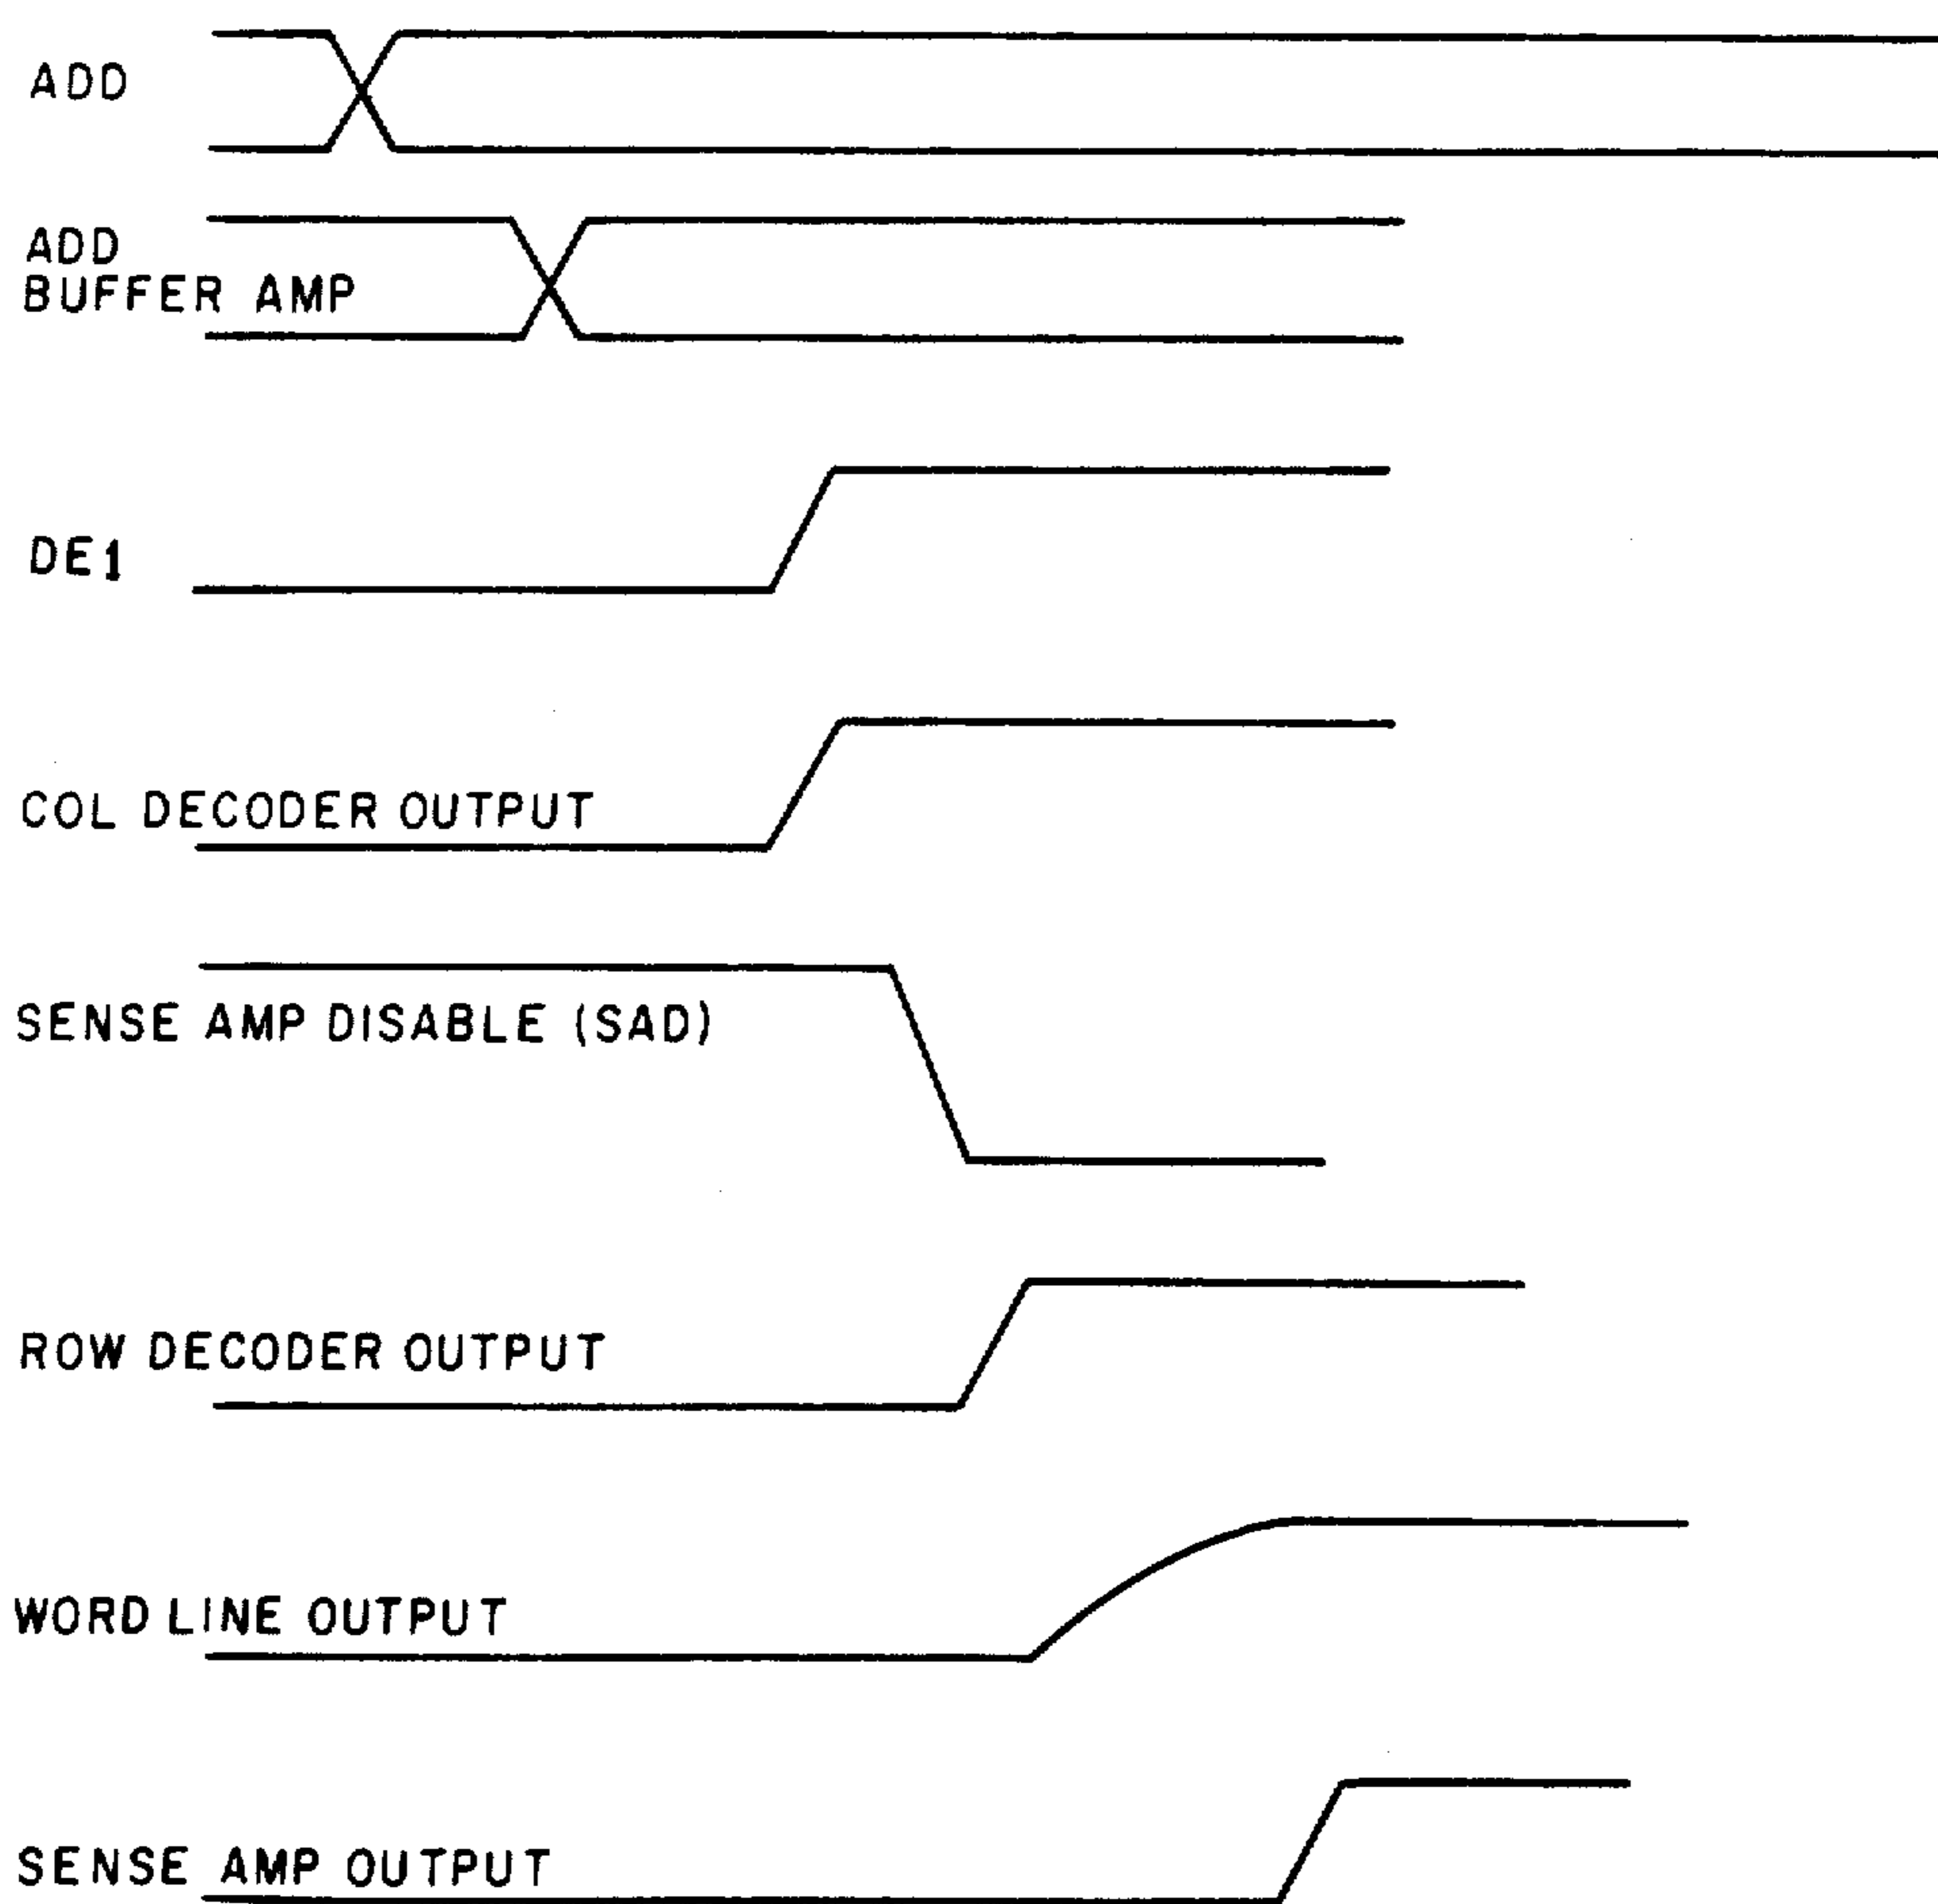 ADD
ADD
BUFFER AMP
DE1
COL DECODER OUTPUT
SENSE AMP DISABLE (SAD)
ROW DECODER OUTPUT
WORD LINE OUTPUT
SENSE AMP OUTPUT